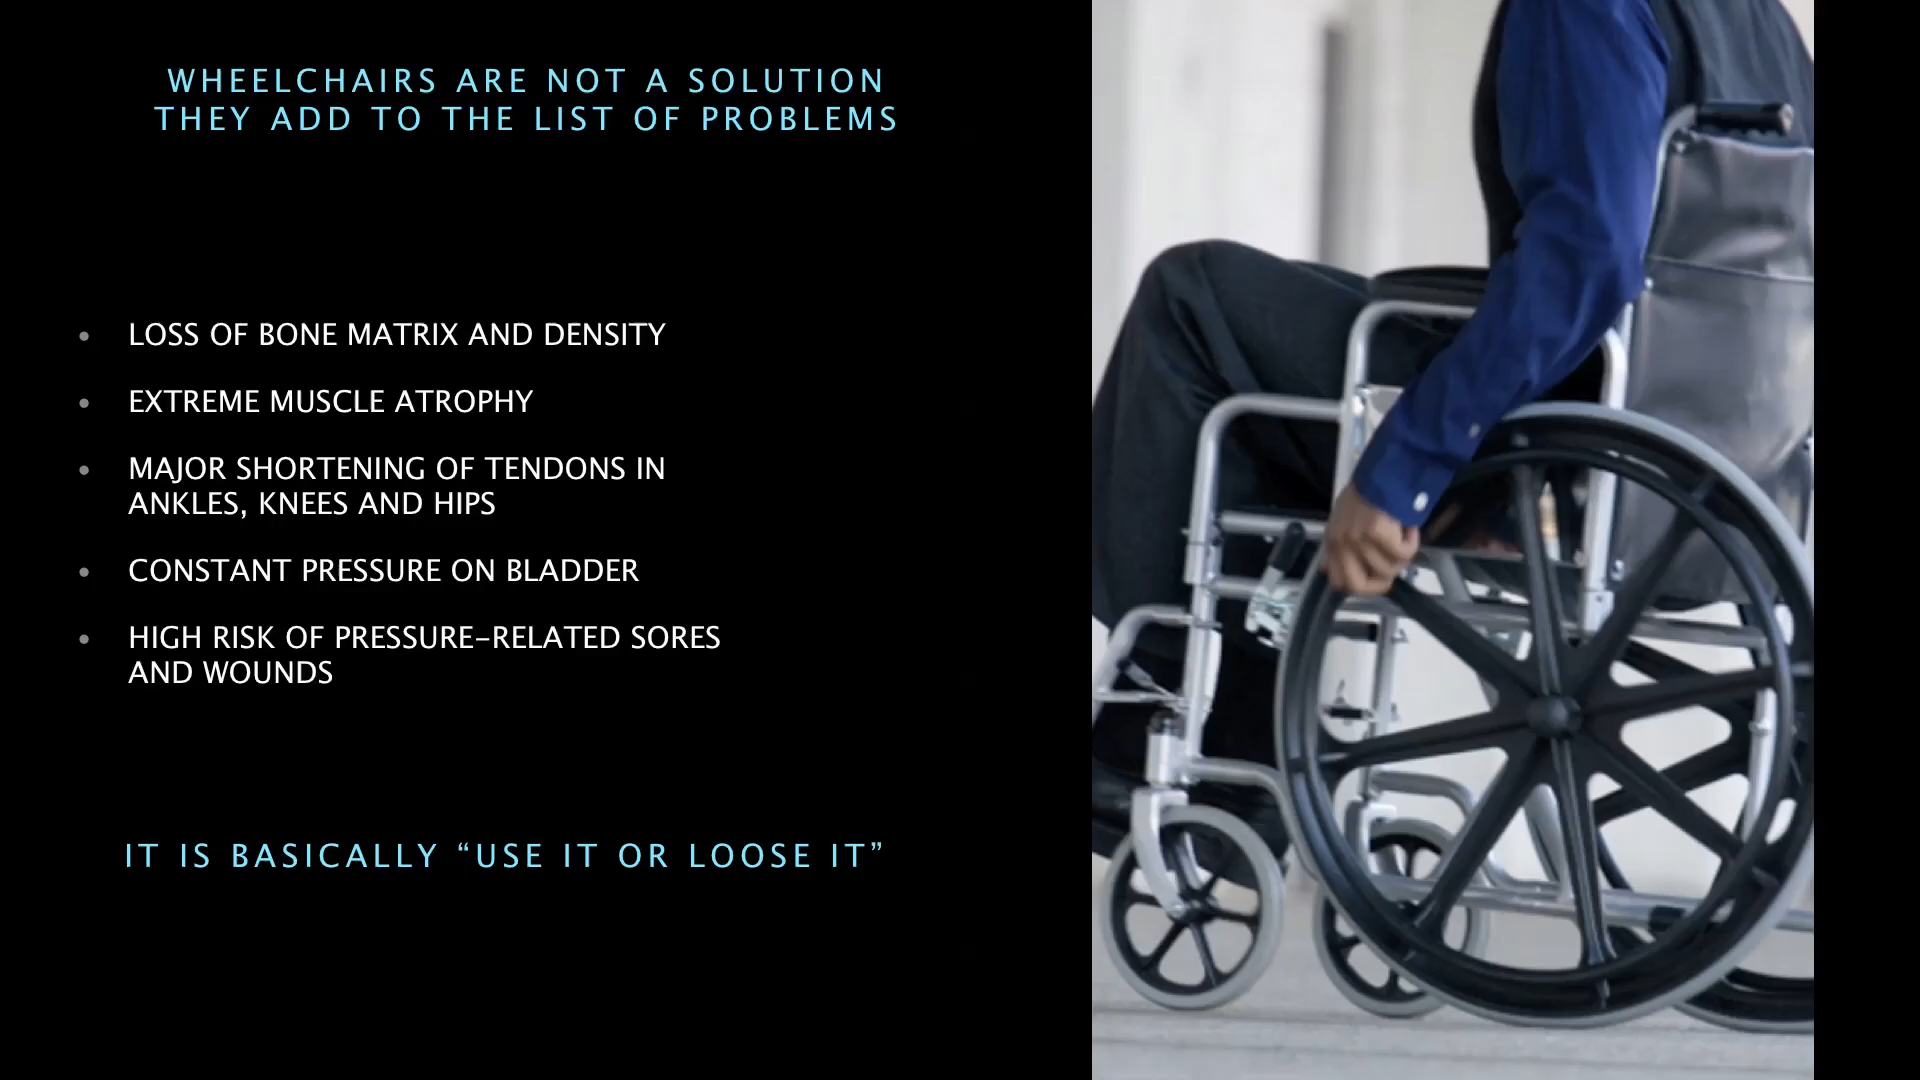 WHEELCHAIRS ARE NOT A SOLUTION
THEY ADD TO THE LIST OF PROBLEMS
• LOSS OF BONE MATRIX AND DENSITY
• EXTREME MUSCLE ATROPHY
• MAJOR SHORTENING OF TENDONS IN
ANKLES, KNEES AND HIPS
• CONSTANT PRESSURE ON BLADDER
• HIGH RISK OF PRESSURE-RELATED SORES
AND WOUNDS
IT IS BASICALLY “USE IT OR LOOSE IT”